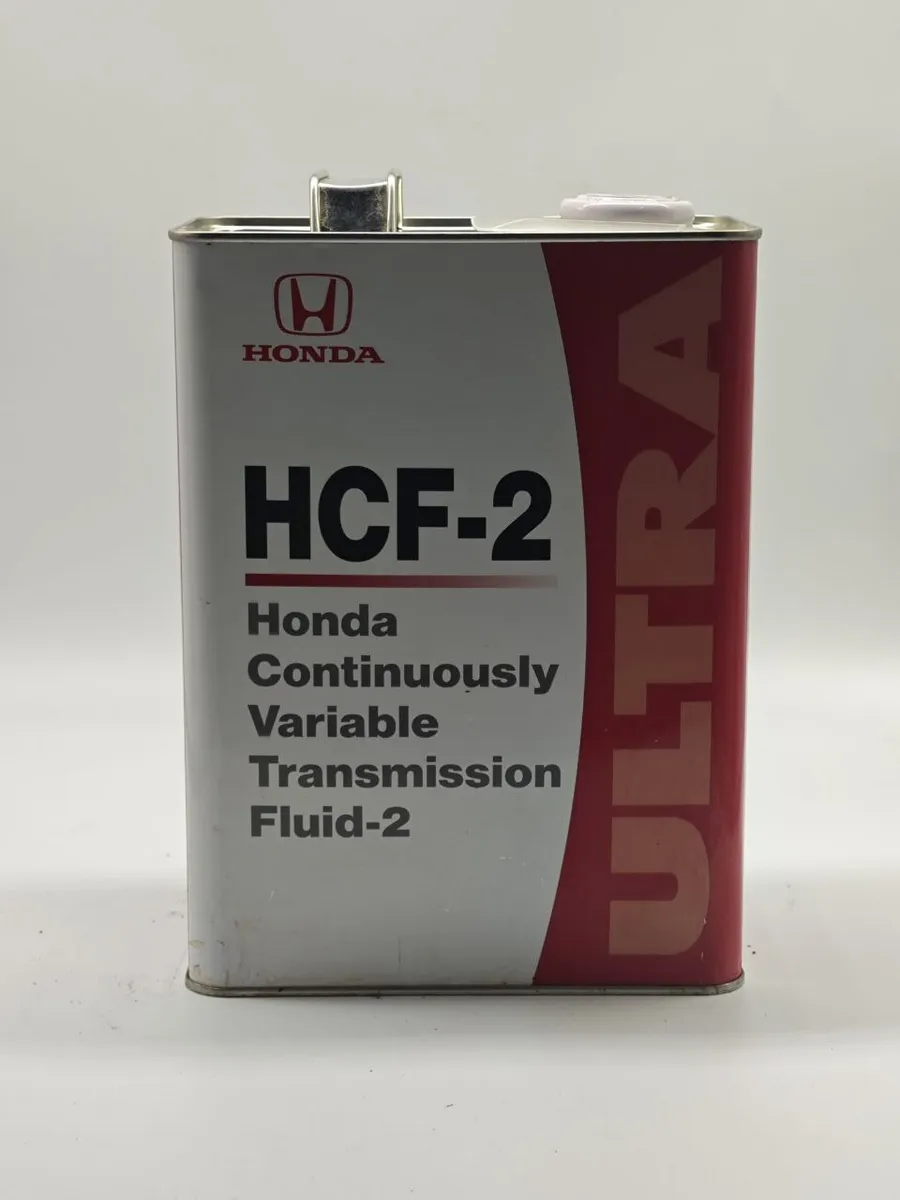 HONDA
HCF-2
Honda
Continuously
Variable
Transmission
Fluid-2
ULTRA